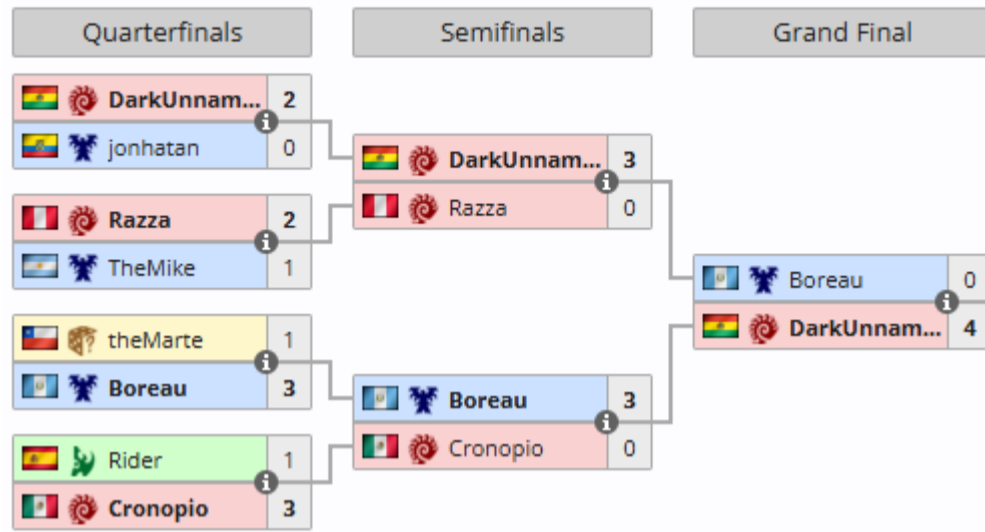 Quarterfinals
Semifinals
Grand Final
DarkUnnam... 2
jonhatan 0
Razza 2
TheMike 1
theMarte 1
Boreau 3
Rider 1
Cronopio 3
DarkUnnam... 3
Razza 0
Boreau 3
Cronopio 0
Boreau 0
DarkUnnam... 4